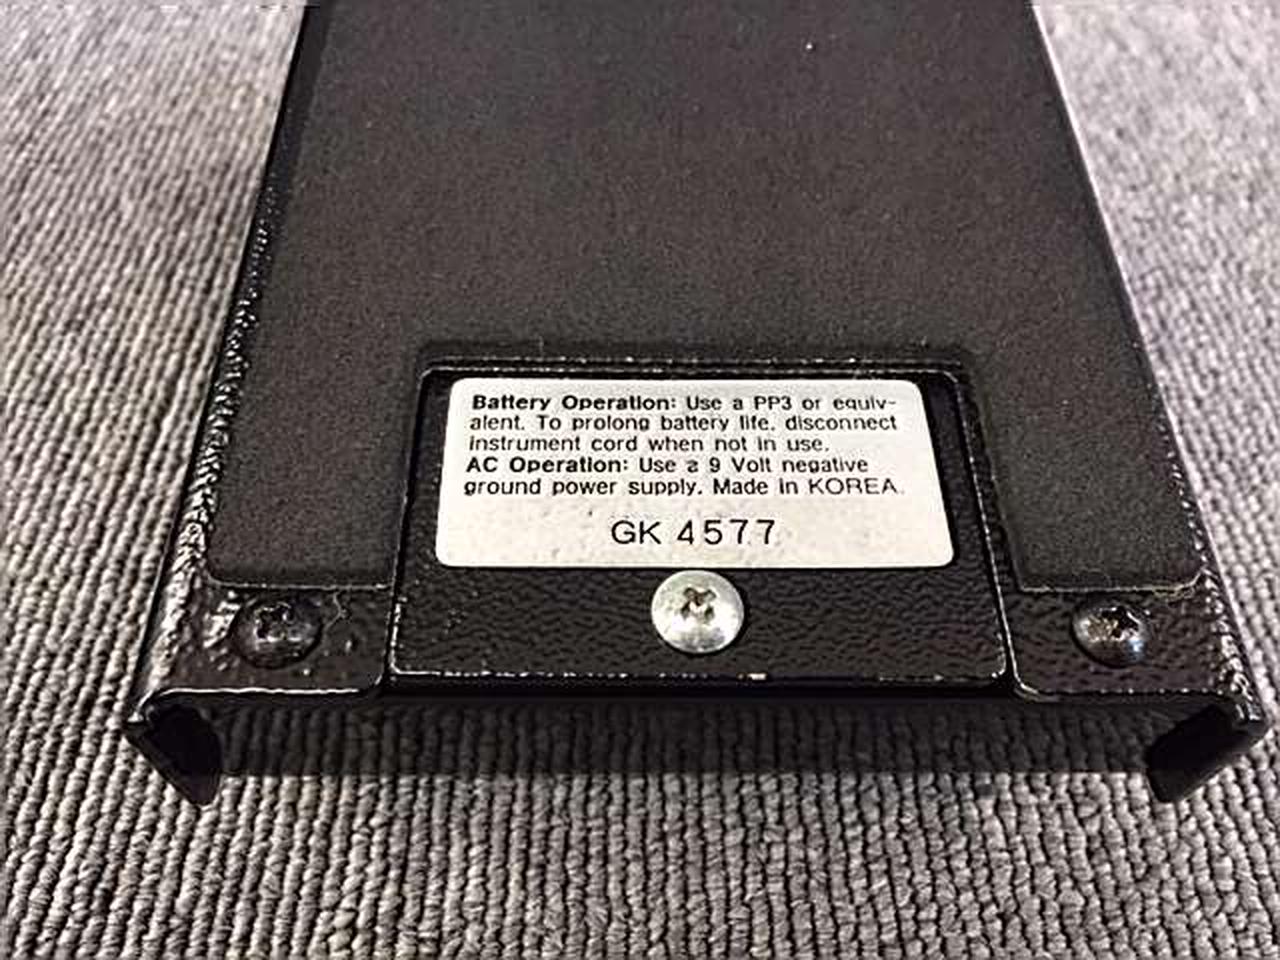 Battery Operation: Use a PP3 or equiv-
alent. To prolong battery life, disconnect
instrument cord when not in use.
AC Operation: Use a 9 Volt negative
ground power supply. Made in KOREA.
GK 4577